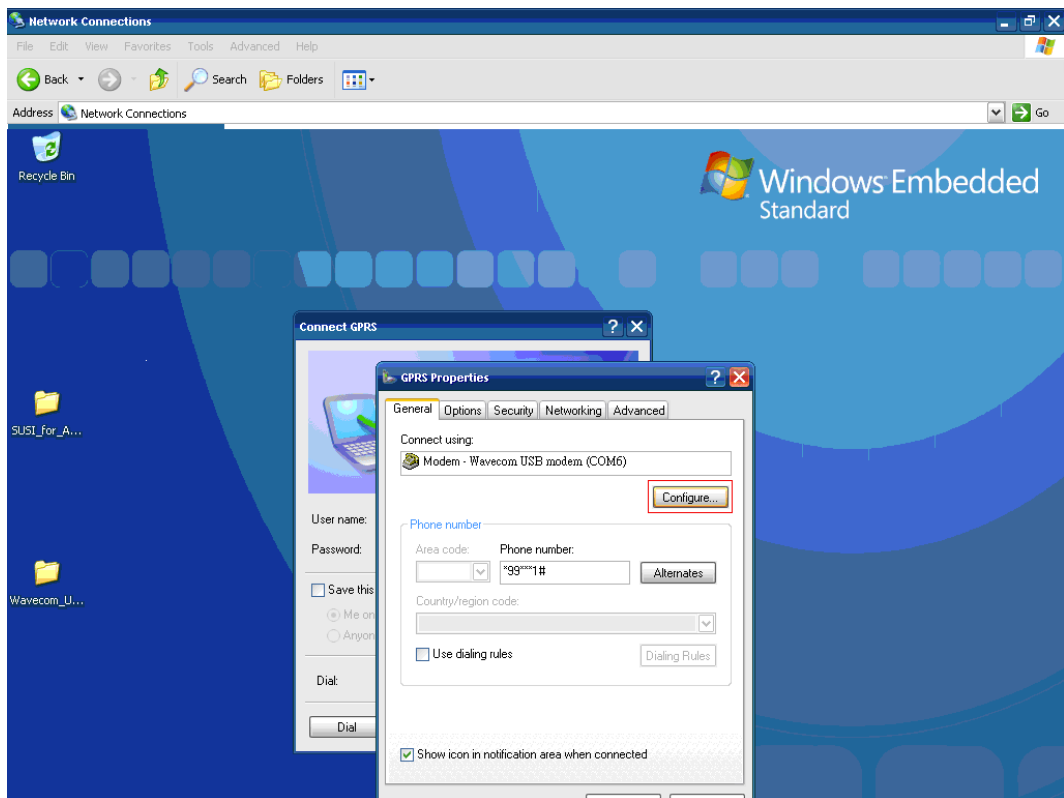 Network Connections
File Edit View Favorites Tools Advanced Help
Back Search Folders
Address Network Connections Go
Recycle Bin
Windows Embedded
Standard
SUSI_for_A...
Wavecom_U...
Connect GPRS
User name:
Password:
Save this
Me on
Anyon
Dial:
Dial
GPRS Properties
General Options Security Networking Advanced
Connect using:
Modem - Wavecom USB modem (COM6)
Configure...
Phone number
Area code: Phone number:
*99***1# Alternates
Country/region code:
Use dialing rules Dialing Rules
Show icon in notification area when connected